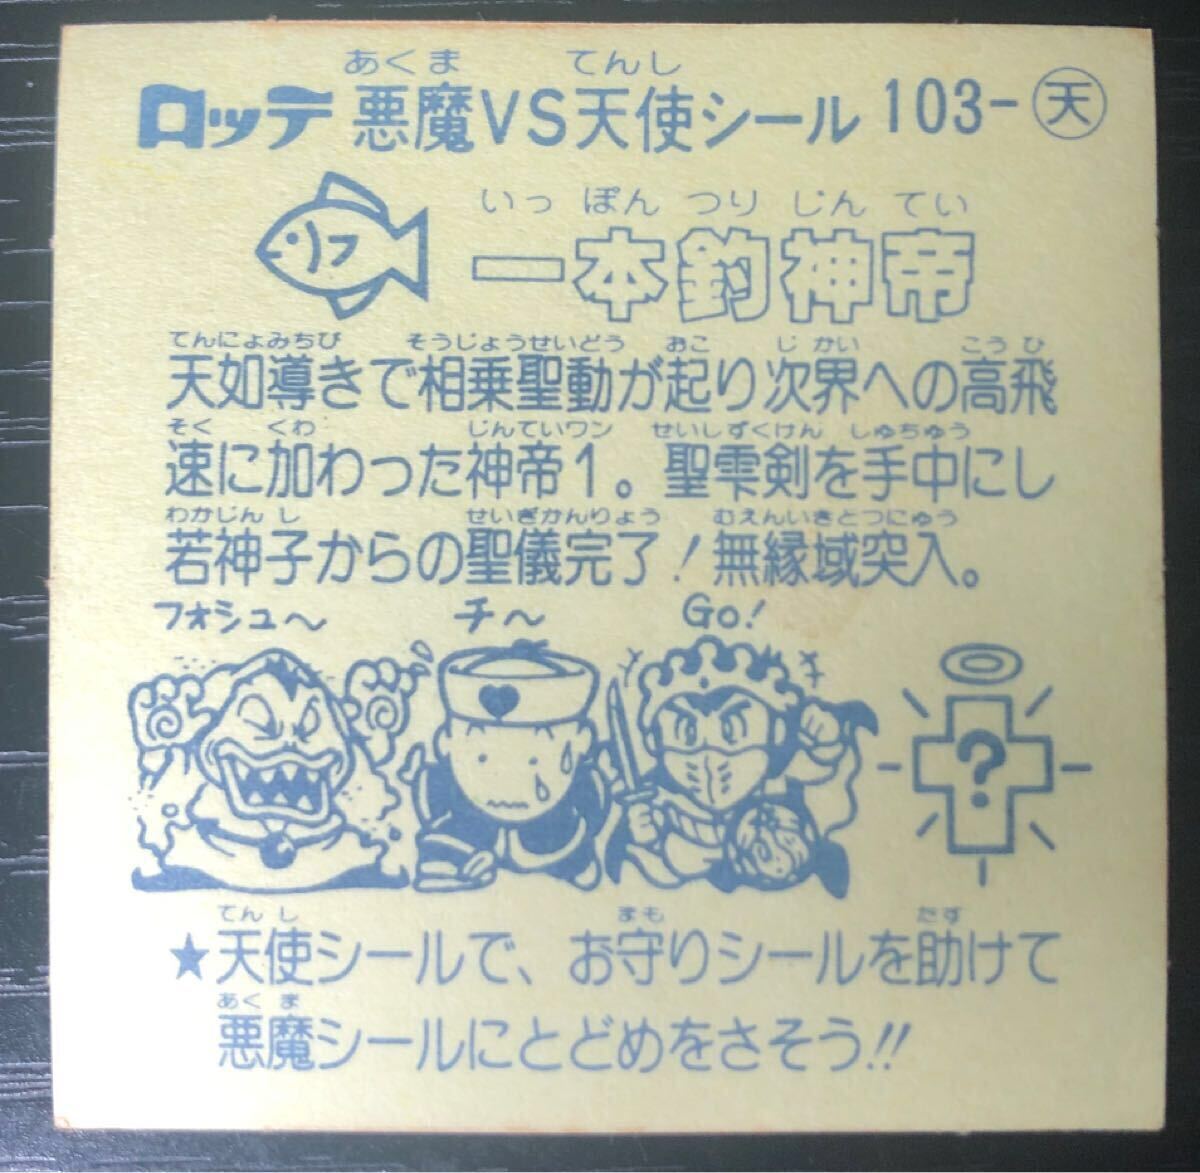 あくま てんし
ロッテ 悪魔VS天使シール 103-天
いっ ぽん つり じん てい
リフ 一本釣神帝
てんにょみちび そうじょうせいどう おこ じ かい こう ひ
天如導きで相乗聖動が起り次界への高飛
そく くわ じんていワン せいしずくけん しゅちゅう
速に加わった神帝1。聖雫剣を手中にし
わかじん し せいぎかんりょう むえんいきとつにゅう
若神子からの聖儀完了!無縁域突入。
フォシュ～ チ～ Go!
?
てん し まも たす
★天使シールで、お守りシールを助けて
あく ま
悪魔シールにとどめをさそう!!